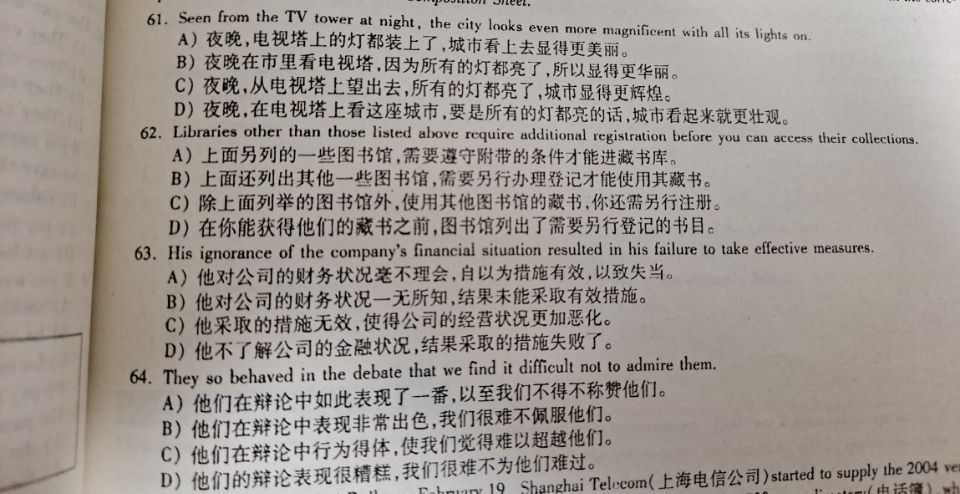 Composition Sheet.
61. Seen from the TV tower at night, the city looks even more magnificent with all its lights on.
A) 夜晚,电视塔上的灯都装上了,城市看上去显得更美丽。
B) 夜晚在市里看电视塔,因为所有的灯都亮了,所以显得更华丽。
C) 夜晚,从电视塔上望出去,所有的灯都亮了,城市显得更辉煌。
D) 夜晚,在电视塔上看这座城市,要是所有的灯都亮的话,城市看起来就更壮观。
62. Libraries other than those listed above require additional registration before you can access their collections.
A) 上面另列的一些图书馆,需要遵守附带的条件才能进藏书库。
B) 上面还列出其他一些图书馆,需要另行办理登记才能使用其藏书。
C) 除上面列举的图书馆外,使用其他图书馆的藏书,你还需另行注册。
D) 在你能获得他们的藏书之前,图书馆列出了需要另行登记的书目。
63. His ignorance of the company's financial situation resulted in his failure to take effective measures.
A) 他对公司的财务状况毫不理会,自以为措施有效,以致失当。
B) 他对公司的财务状况一无所知,结果未能采取有效措施。
C) 他采取的措施无效,使得公司的经营状况更加恶化。
D) 他不了解公司的金融状况,结果采取的措施失败了。
64. They so behaved in the debate that we find it difficult not to admire them.
A) 他们在辩论中如此表现了一番,以至我们不得不称赞他们。
B) 他们在辩论中表现非常出色,我们很难不佩服他们。
C) 他们在辩论中行为得体,使我们觉得难以超越他们。
D) 他们的辩论表现很糟糕,我们很难不为他们难过。
February 19, Shanghai Telecom(上海电信公司)started to supply the 2004
(电话簿)